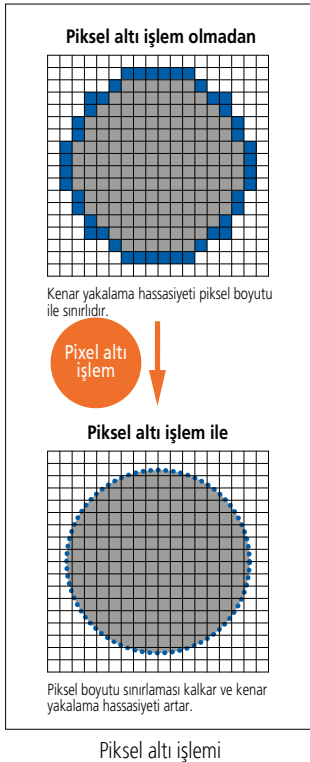 Piksel altı işlem olmadan
Kenar yakalama hassasiyeti piksel boyutu
ile sınırlıdır.
Pixel altı
işlem
Piksel altı işlem ile
Piksel boyutu sınırlaması kalkar ve kenar
yakalama hassasiyeti artar.
Piksel altı işlemi